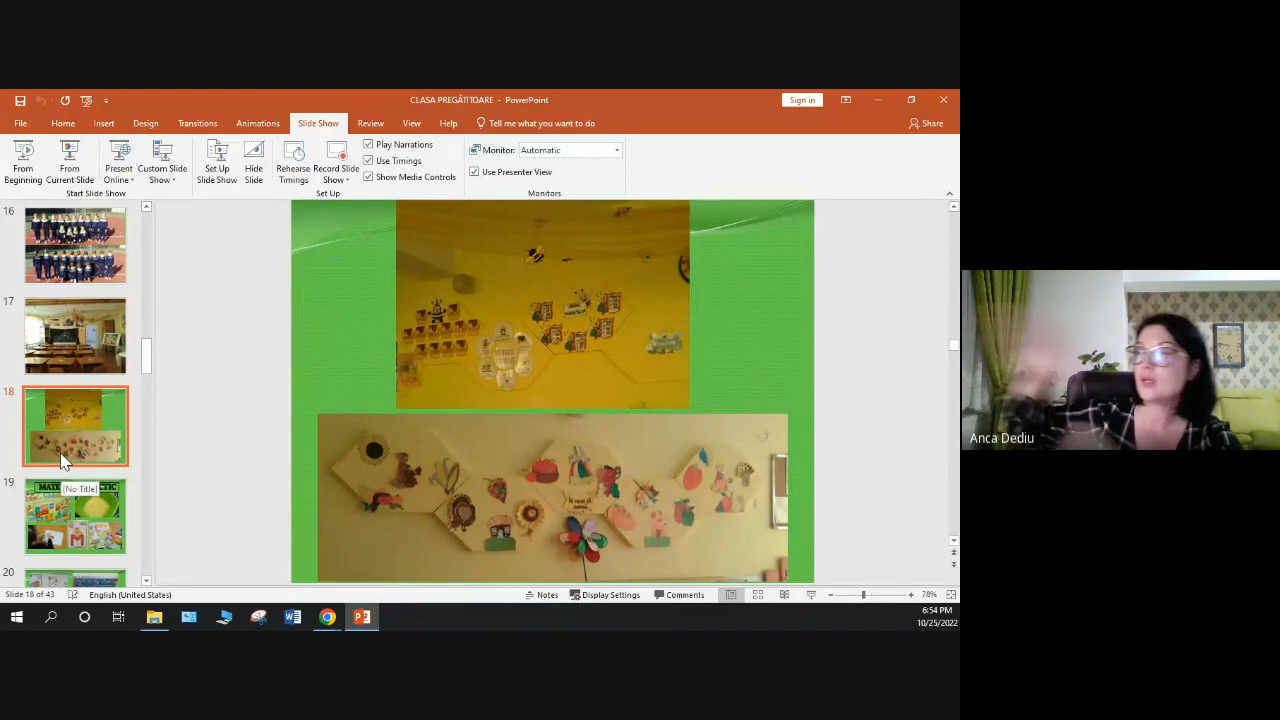 CLASA PREGĂTITOARE - PowerPoint
Sign in
File Home Insert Design Transitions Animations Slide Show Review View Help Tell me what you want to do Share
From Beginning
From Current Slide
Present Online
Custom Slide Show
Start Slide Show
Set Up Slide Show
Hide Slide
Rehearse Timings
Record Slide Show
Play Narrations
Use Timings
Show Media Controls
Set Up
Monitor: Automatic
Use Presenter View
Monitors
16
17
18
[No Title]
19
20
Anca Dediu
Slide 18 of 43 English (United States) Notes Display Settings Comments 78%
6:54 PM
10/25/2022